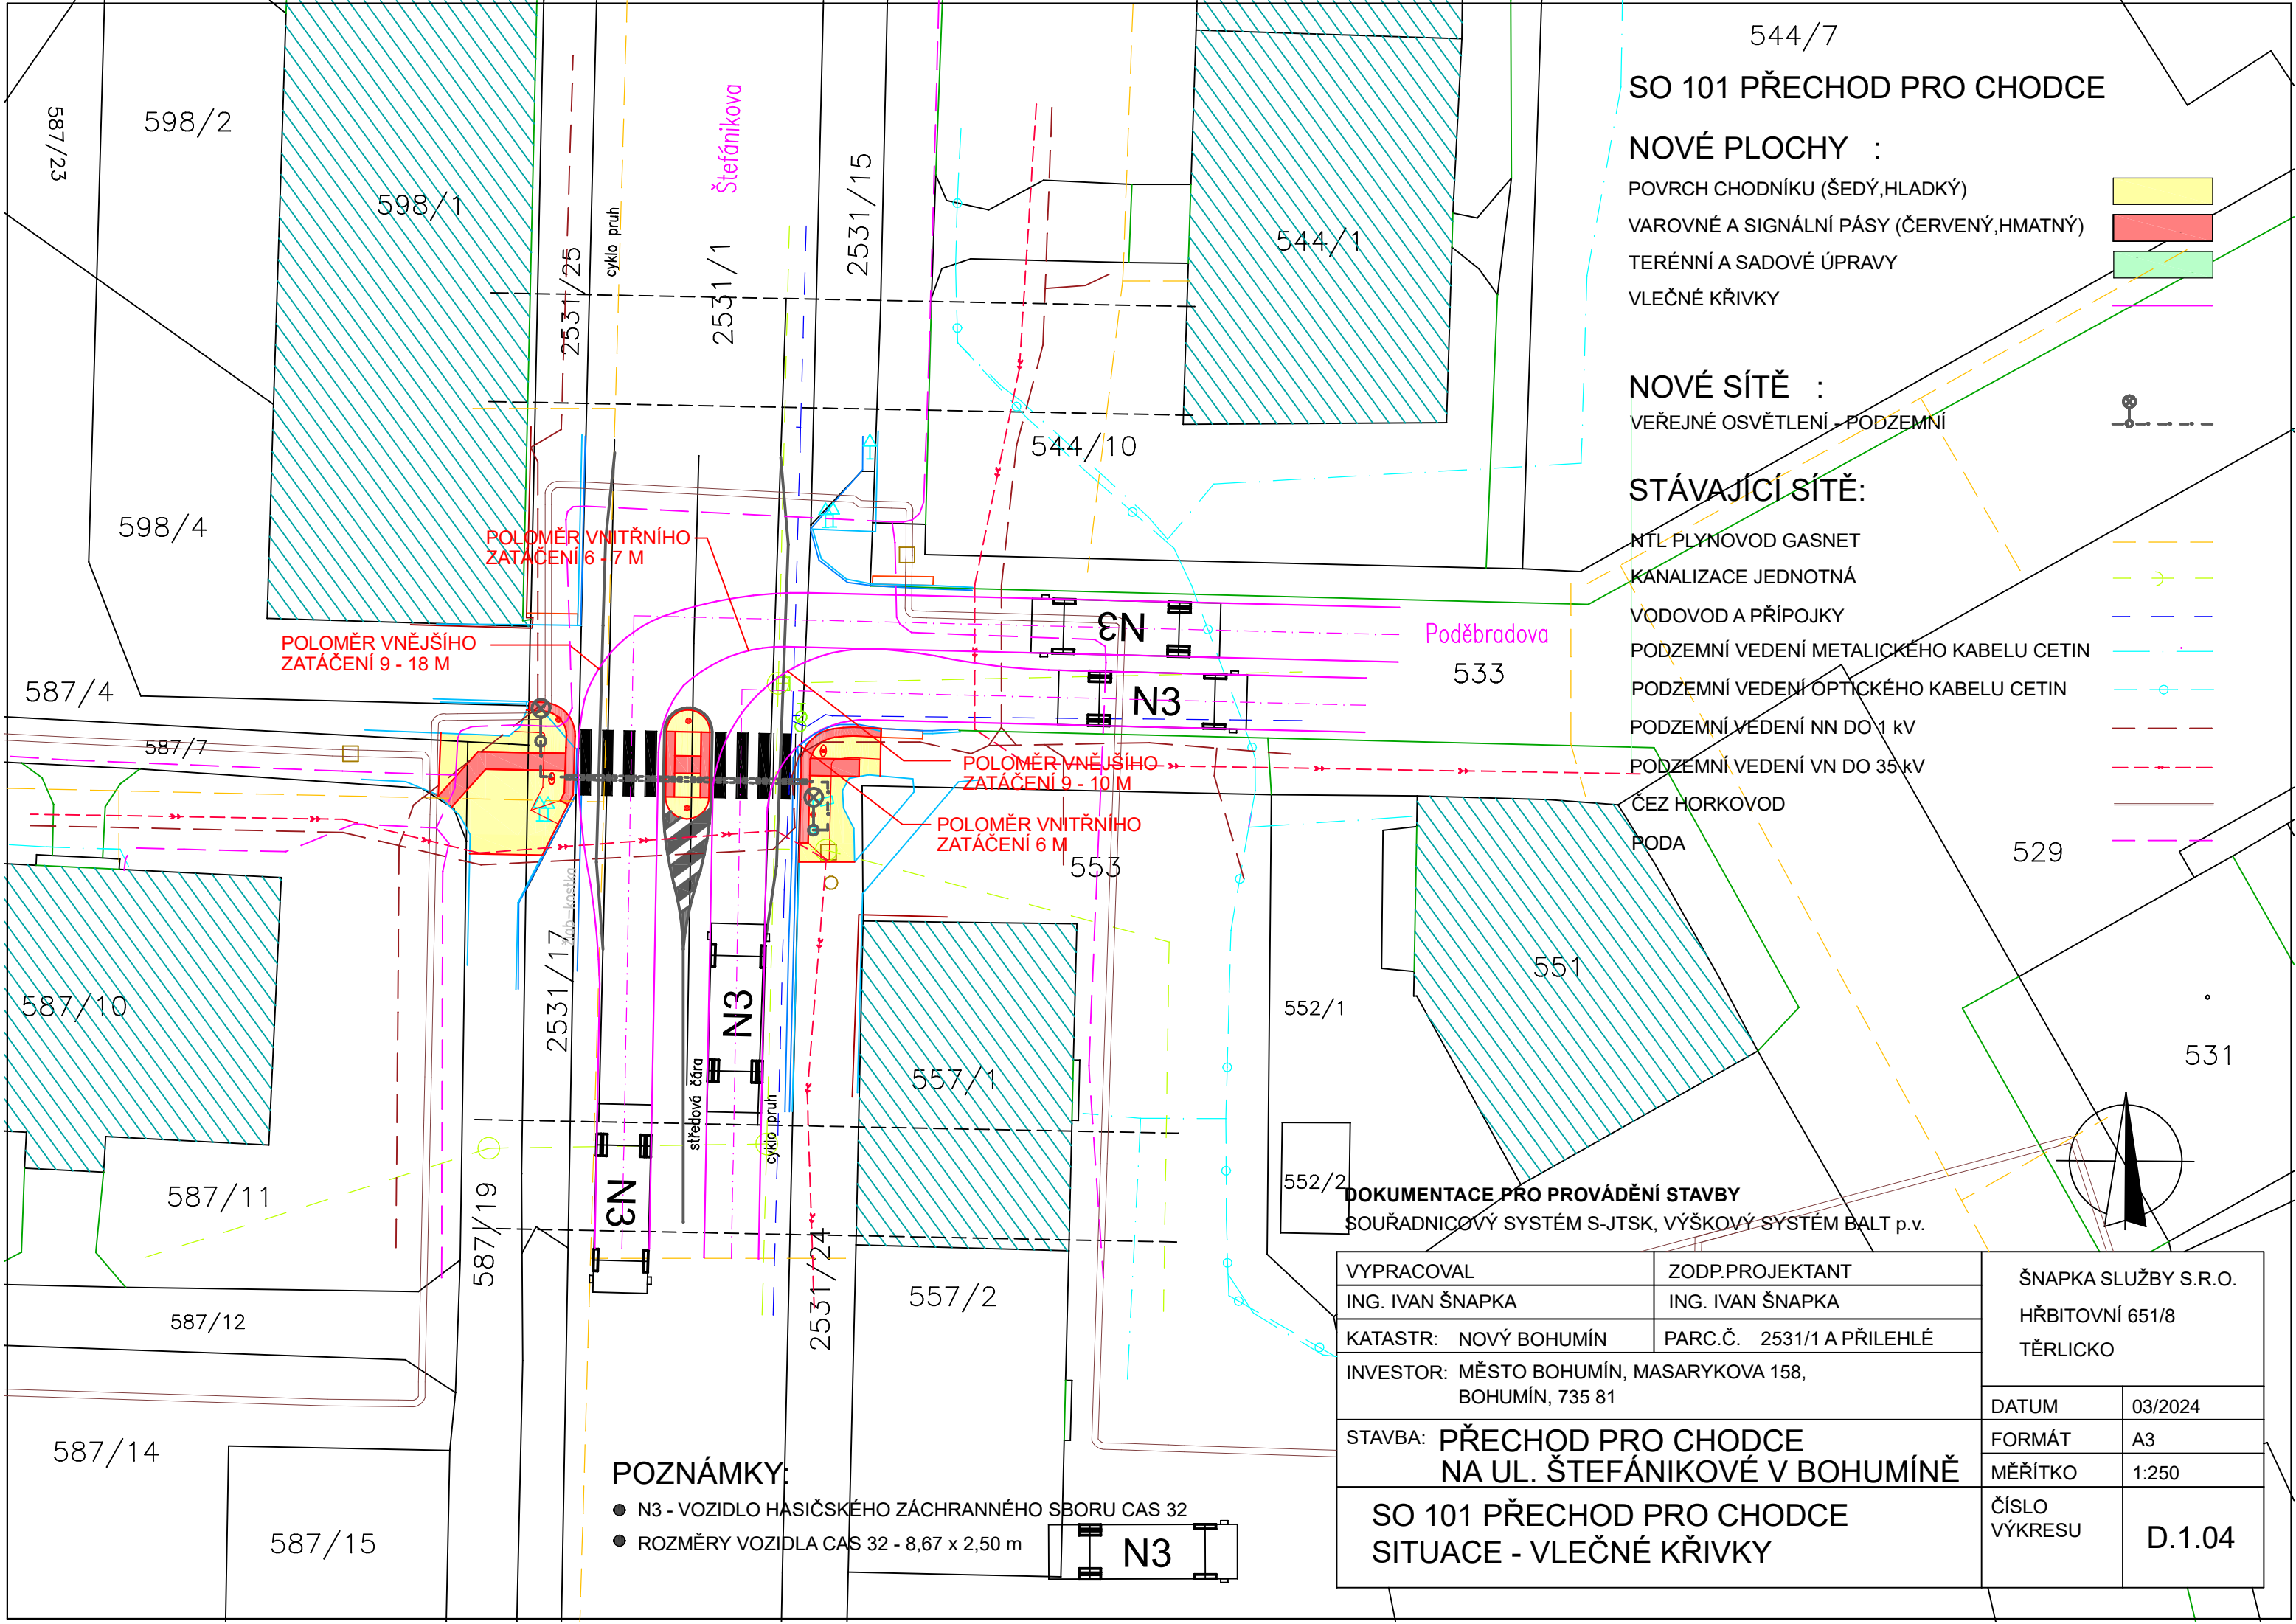 544/7
SO 101 PŘECHOD PRO CHODCE
NOVÉ PLOCHY :
POVRCH CHODNÍKU (ŠEDÝ,HLADKÝ)
VAROVNÉ A SIGNÁLNÍ PÁSY (ČERVENÝ,HMATNÝ)
TERÉNNÍ A SADOVÉ ÚPRAVY
VLEČNÉ KŘIVKY
NOVÉ SÍTĚ :
VEŘEJNÉ OSVĚTLENÍ - PODZEMNÍ
STÁVAJÍCÍ SÍTĚ:
NTL PLYNOVOD GASNET
KANALIZACE JEDNOTNÁ
VODOVOD A PŘÍPOJKY
PODZEMNÍ VEDENÍ METALICKÉHO KABELU CETIN
PODZEMNÍ VEDENÍ OPTICKÉHO KABELU CETIN
PODZEMNÍ VEDENÍ NN DO 1 kV
PODZEMNÍ VEDENÍ VN DO 35 kV
ČEZ HORKOVOD
PODA
587/23
598/2
598/1
2531/25
cyklo pruh
Štefánikova
2531/1
2531/15
544/1
544/10
598/4
POLOMĚR VNITŘNÍHO
ZATÁČENÍ 6 - 7 M
POLOMĚR VNĚJŠÍHO
ZATÁČENÍ 9 - 18 M
N3
Poděbradova
533
N3
587/4
587/7
POLOMĚR VNĚJŠÍHO
ZATÁČENÍ 9 - 10 M
POLOMĚR VNITŘNÍHO
ZATÁČENÍ 6 M
553
529
551
587/10
2531/17
N3
552/1
531
středová čára
cyklo pruh
557/1
587/11
587/19
N3
552/2
2531/24
557/2
587/12
587/14
587/15
POZNÁMKY:
N3 - VOZIDLO HASIČSKÉHO ZÁCHRANNÉHO SBORU CAS 32
ROZMĚRY VOZIDLA CAS 32 - 8,67 x 2,50 m
N3
DOKUMENTACE PRO PROVÁDĚNÍ STAVBY
SOUŘADNICOVÝ SYSTÉM S-JTSK, VÝŠKOVÝ SYSTÉM BALT p.v.
VYPRACOVAL
ZODP.PROJEKTANT
ING. IVAN ŠNAPKA
ING. IVAN ŠNAPKA
KATASTR: NOVÝ BOHUMÍN
PARC.Č. 2531/1 A PŘILEHLÉ
INVESTOR: MĚSTO BOHUMÍN, MASARYKOVA 158,
BOHUMÍN, 735 81
STAVBA: PŘECHOD PRO CHODCE
NA UL. ŠTEFÁNIKOVÉ V BOHUMÍNĚ
SO 101 PŘECHOD PRO CHODCE
SITUACE - VLEČNÉ KŘIVKY
ŠNAPKA SLUŽBY S.R.O.
HŘBITOVNÍ 651/8
TĚRLICKO
DATUM 03/2024
FORMÁT A3
MĚŘÍTKO 1:250
ČÍSLO
VÝKRESU
D.1.04